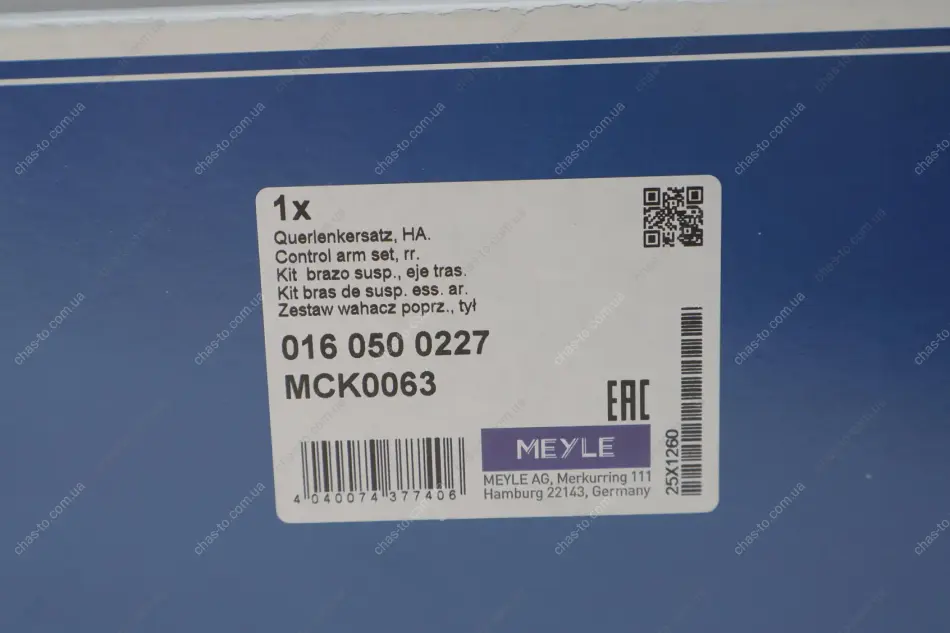 1x
Querlenkersatz, HA.
Control arm set, rr.
Kit brazo susp., eje tras.
Kit bras de susp. ess. ar.
Zestaw wahacz poprz., tył
016 050 0227
MCK0063
EAC
MEYLE
MEYLE AG, Merkurring 111
Hamburg 22143, Germany
4 040074 377406
25X1260
chas-to.com.ua